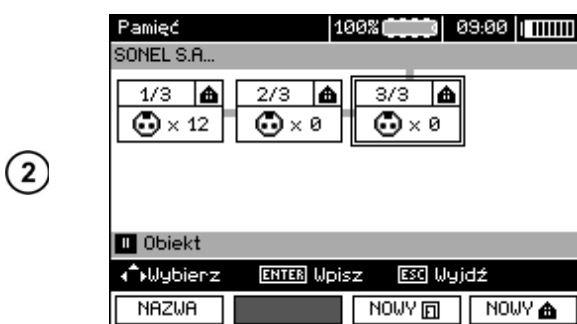 Pamięć 100% 09:00
SONEL S.A...
1/3 2/3 3/3
x 12 x 0 x 0
2
Obiekt
Wybierz ENTER Wpisz ESC Wyjdź
NAZWA NOWY NOWY